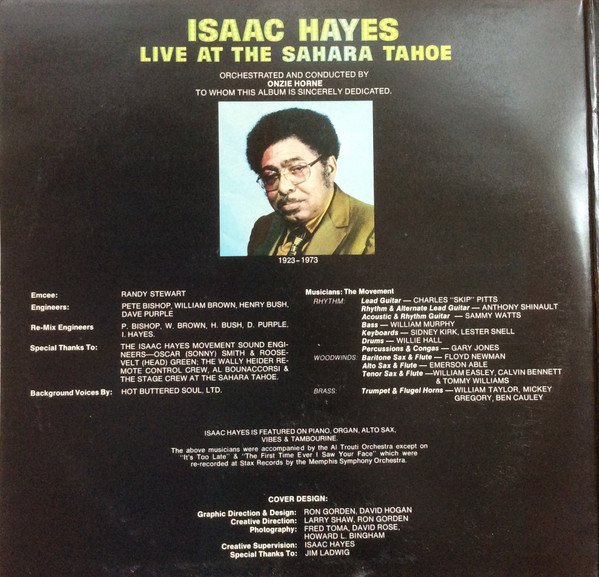 ISAAC HAYES
LIVE AT THE SAHARA TAHOE
ORCHESTRATED AND CONDUCTED BY
ONZIE HORNE
TO WHOM THIS ALBUM IS SINCERELY DEDICATED.
1923-1973
Emcee: RANDY STEWART
Engineers: PETE BISHOP, WILLIAM BROWN, HENRY BUSH,
DAVE PURPLE
Re-Mix Engineers P. BISHOP, W. BROWN, H. BUSH, D. PURPLE,
I. HAYES.
Special Thanks To: THE ISAAC HAYES MOVEMENT SOUND ENGI-
NEERS—OSCAR (SONNY) SMITH & ROOSE-
VELT (HEAD) GREEN; THE WALLY HEIDER RE-
MOTE CONTROL CREW, AL BOUNACCORSI &
THE STAGE CREW AT THE SAHARA TAHOE.
Background Voices By: HOT BUTTERED SOUL, LTD.
Musicians: The Movement
RHYTHM: Lead Guitar — CHARLES "SKIP" PITTS
Rhythm & Alternate Lead Guitar — ANTHONY SHINAULT
Acoustic & Rhythm Guitar — SAMMY WATTS
Bass — WILLIAM MURPHY
Keyboards — SIDNEY KIRK, LESTER SNELL
Drums — WILLIE HALL
Percussions & Congas — GARY JONES
WOODWINDS: Baritone Sax & Flute — FLOYD NEWMAN
Alto Sax & Flute — EMERSON ABLE
Tenor Sax & Flute — WILLIAM EASLEY, CALVIN BENNETT
& TOMMY WILLIAMS
BRASS: Trumpet & Flugel Horns — WILLIAM TAYLOR, MICKEY
GREGORY, BEN CAULEY
ISAAC HAYES IS FEATURED ON PIANO, ORGAN, ALTO SAX,
VIBES & TAMBOURINE.
The above musicians were accompanied by the Al Trouti Orchestra except on
"It's Too Late" & "The First Time Ever I Saw Your Face" which were
re-recorded at Stax Records by the Memphis Symphony Orchestra.
COVER DESIGN:
Graphic Direction & Design: RON GORDEN, DAVID HOGAN
Creative Direction: LARRY SHAW, RON GORDEN
Photography: FRED TOMA, DAVID ROSE,
HOWARD L. BINGHAM
Creative Supervision: ISAAC HAYES
Special Thanks To: JIM LADWIG